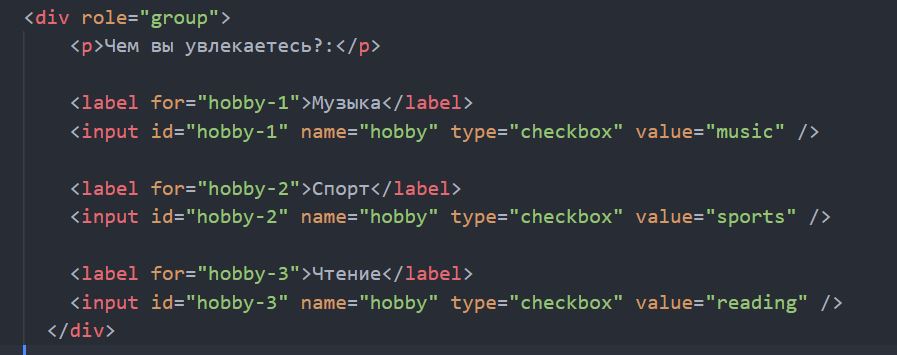 <div role="group">
<p>Чем вы увлекаетесь?:</p>
<label for="hobby-1">Музыка</label>
<input id="hobby-1" name="hobby" type="checkbox" value="music" />
<label for="hobby-2">Спорт</label>
<input id="hobby-2" name="hobby" type="checkbox" value="sports" />
<label for="hobby-3">Чтение</label>
<input id="hobby-3" name="hobby" type="checkbox" value="reading" />
</div>